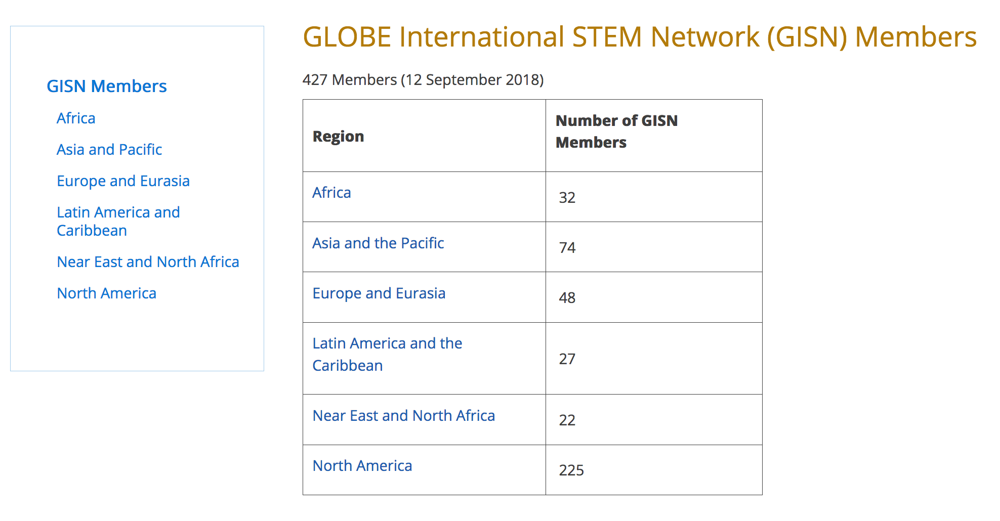 GISN Members
Africa
Asia and Pacific
Europe and Eurasia
Latin America and
Caribbean
Near East and North Africa
North America
GLOBE International STEM Network (GISN) Members
427 Members (12 September 2018)
Region
Number of GISN
Members
Africa
32
Asia and the Pacific
74
Europe and Eurasia
48
Latin America and the
Caribbean
27
Near East and North Africa
22
North America
225